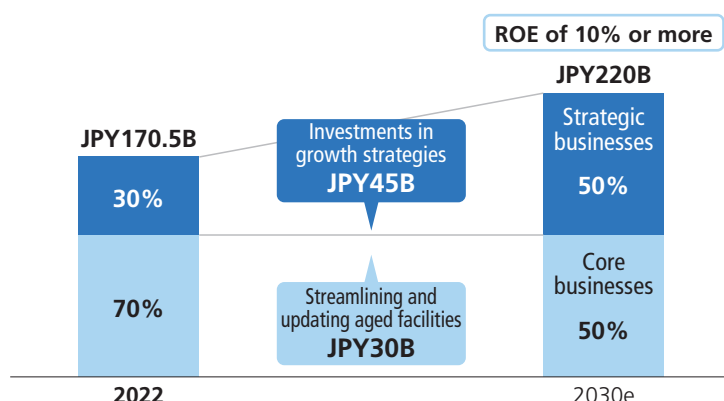 ROE of 10% or more
JPY220B
JPY170.5B
Investments in
growth strategies
JPY45B
Strategic
businesses
50%
30%
70%
Streamlining and
updating aged facilities
JPY30B
Core
businesses
50%
2022
2030e